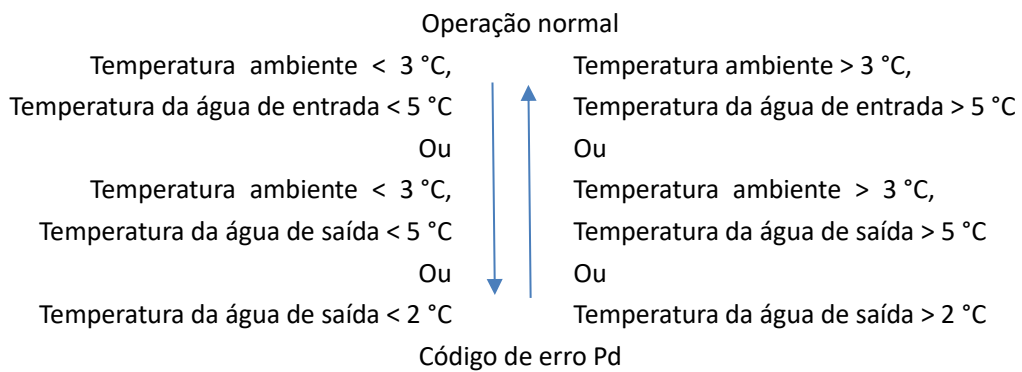 Operação normal
Temperatura ambiente < 3 °C,
Temperatura da água de entrada < 5 °C
Ou
Temperatura ambiente < 3 °C,
Temperatura da água de saída < 5 °C
Ou
Temperatura da água de saída < 2 °C
Temperatura ambiente > 3 °C,
Temperatura da água de entrada > 5 °C
Ou
Temperatura ambiente > 3 °C,
Temperatura da água de saída > 5 °C
Ou
Temperatura da água de saída > 2 °C
Código de erro Pd